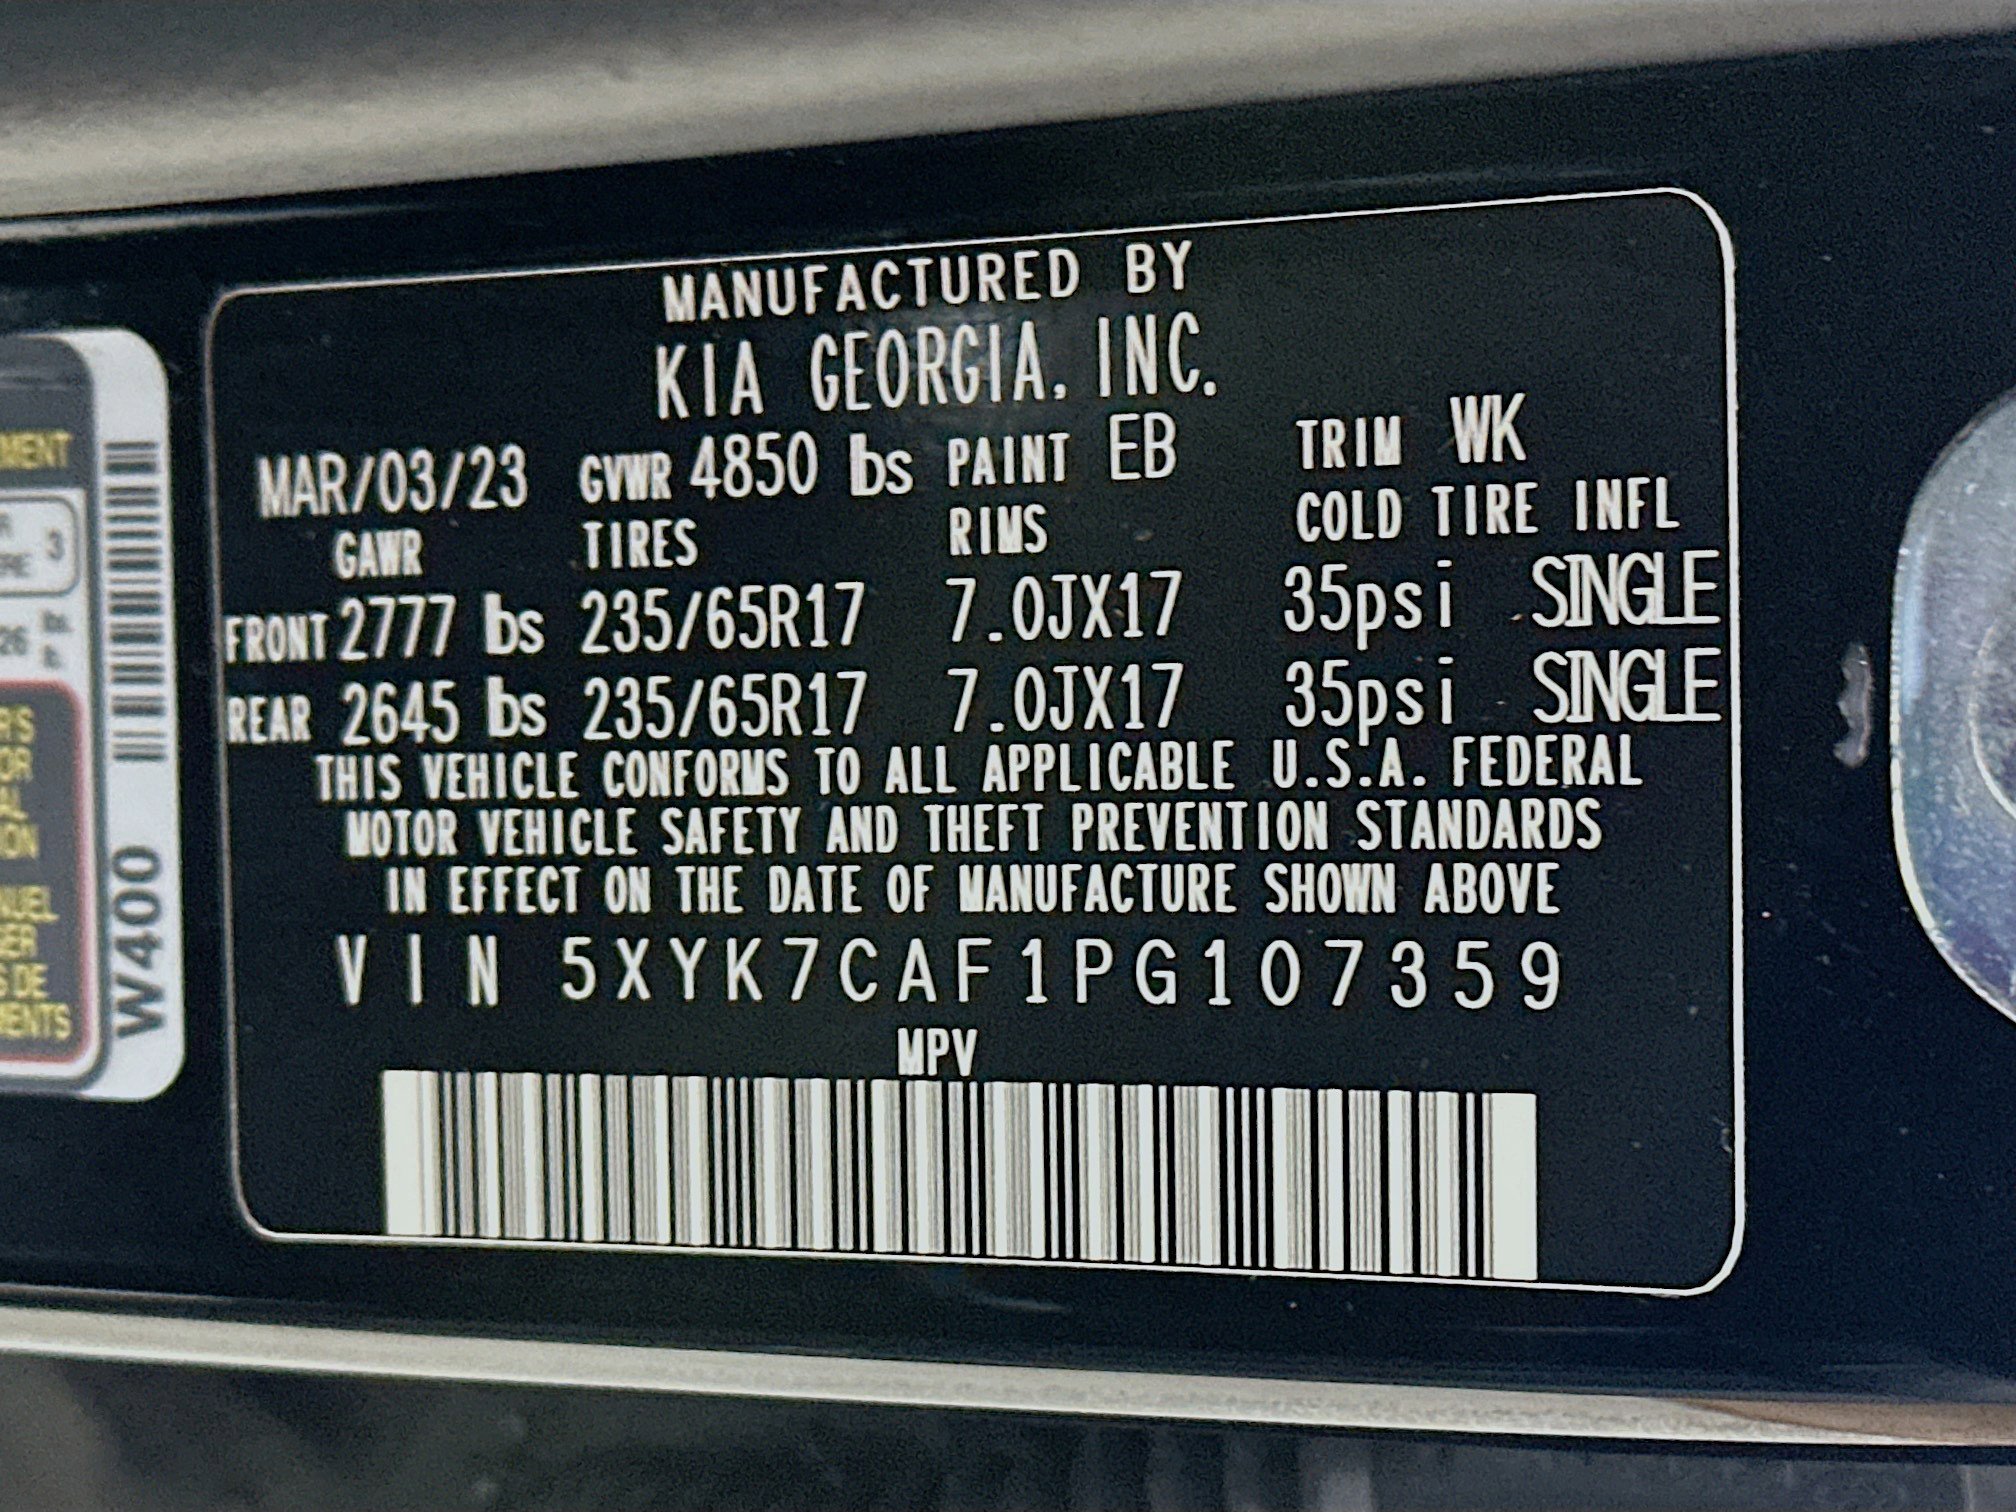 MANUFACTURED BY
KIA GEORGIA, INC.
MAR/03/23 GVWR 4850 lbs PAINT EB TRIM WK
GAWR TIRES RIMS COLD TIRE INFL
FRONT 2777 lbs 235/65R17 7.0JX17 35psi SINGLE
REAR 2645 lbs 235/65R17 7.0JX17 35psi SINGLE
THIS VEHICLE CONFORMS TO ALL APPLICABLE U.S.A. FEDERAL
MOTOR VEHICLE SAFETY AND THEFT PREVENTION STANDARDS
IN EFFECT ON THE DATE OF MANUFACTURE SHOWN ABOVE
VIN 5XYK7CAF1PG107359
MPV
W400
3
DE